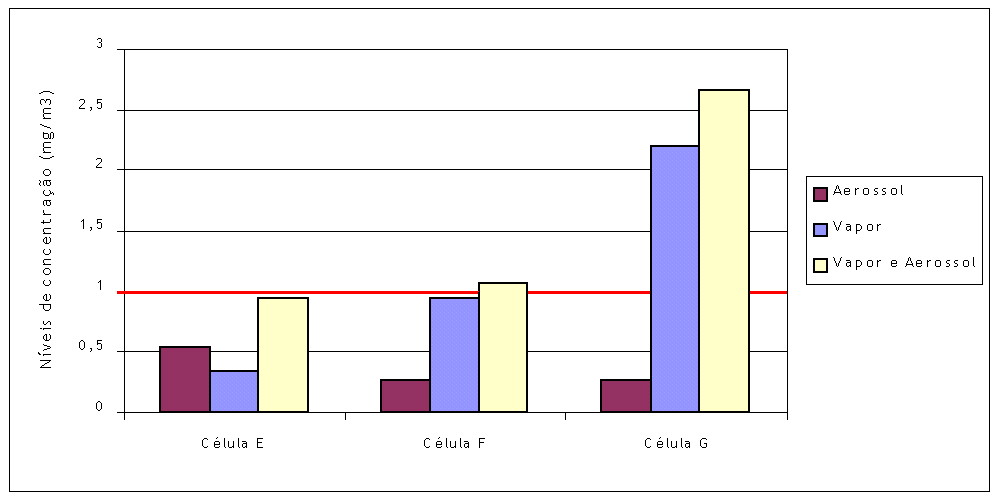 Níveis de concentração (mg/m3)
3
2,5
2
1,5
1
0,5
0
Célula E
Célula F
Célula G
Aerossol
Vapor
Vapor e Aerossol